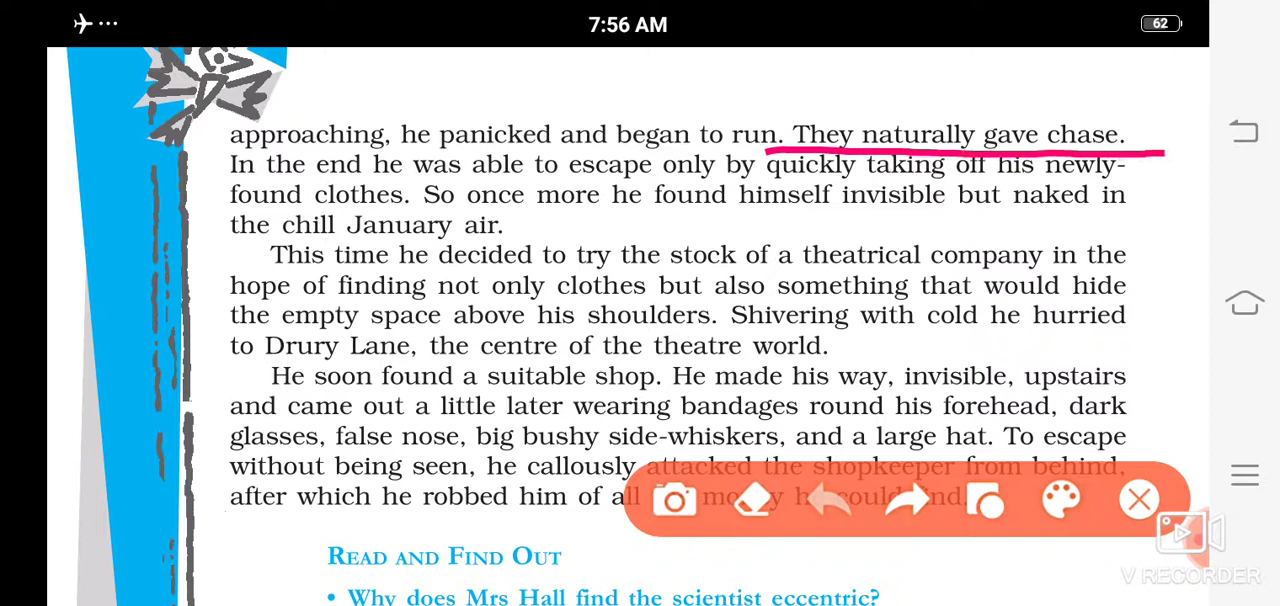 7:56 AM
62
approaching, he panicked and began to run. They naturally gave chase.
In the end he was able to escape only by quickly taking off his newly-
found clothes. So once more he found himself invisible but naked in
the chill January air.
This time he decided to try the stock of a theatrical company in the
hope of finding not only clothes but also something that would hide
the empty space above his shoulders. Shivering with cold he hurried
to Drury Lane, the centre of the theatre world.
He soon found a suitable shop. He made his way, invisible, upstairs
and came out a little later wearing bandages round his forehead, dark
glasses, false nose, big bushy side-whiskers, and a large hat. To escape
without being seen, he callously attacked the shopkeeper from behind,
after which he robbed him of all mo y h could nd.
READ AND FIND OUT
• Why does Mrs Hall find the scientist eccentric?
V RECORDER